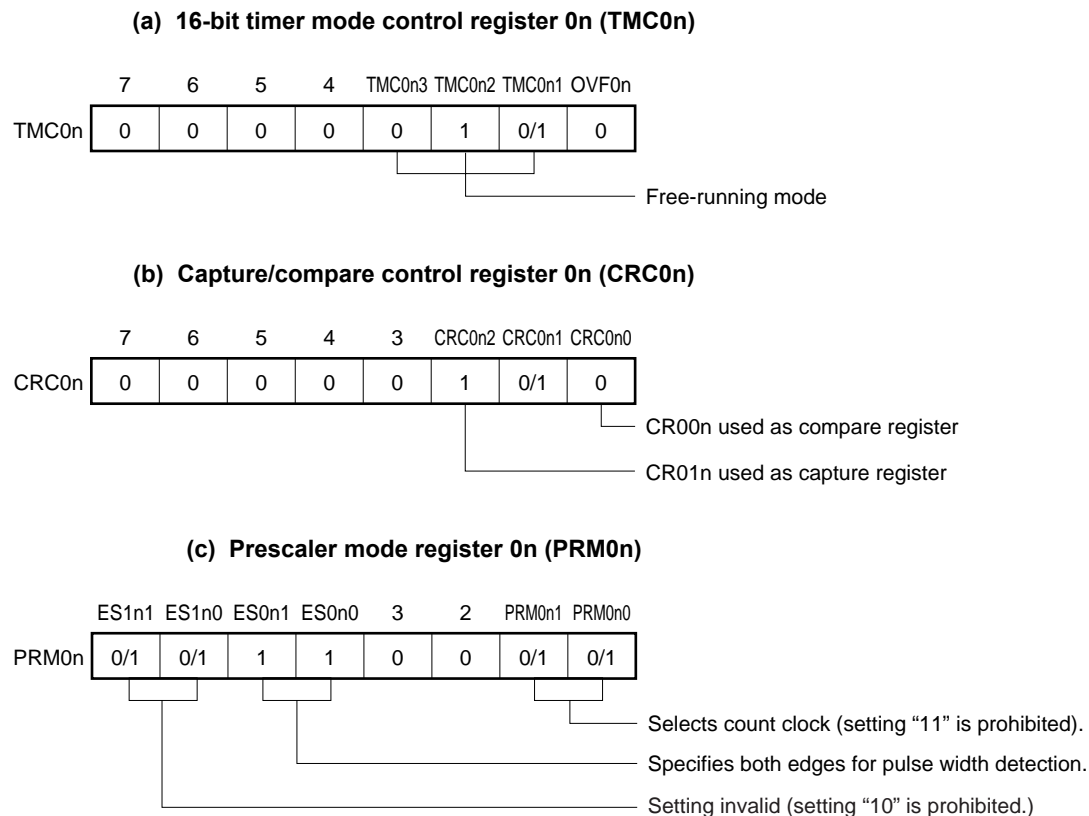 (a) 16-bit timer mode control register 0n (TMC0n)
7 6 5 4 TMC0n3 TMC0n2 TMC0n1 OVF0n
TMC0n 0 0 0 0 0 1 0/1 0
Free-running mode
(b) Capture/compare control register 0n (CRC0n)
7 6 5 4 3 CRC0n2 CRC0n1 CRC0n0
CRC0n 0 0 0 0 0 1 0/1 0
CR00n used as compare register
CR01n used as capture register
(c) Prescaler mode register 0n (PRM0n)
ES1n1 ES1n0 ES0n1 ES0n0 3 2 PRM0n1 PRM0n0
PRM0n 0/1 0/1 1 1 0 0 0/1 0/1
Selects count clock (setting “11” is prohibited).
Specifies both edges for pulse width detection.
Setting invalid (setting “10” is prohibited.)